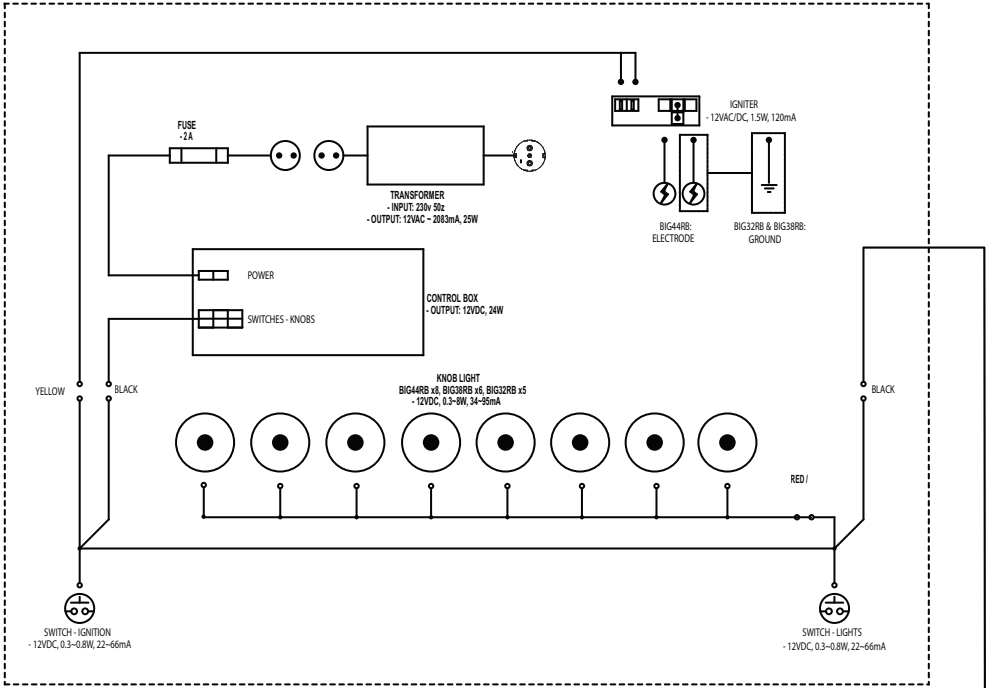 IGNITER
- 12VAC/DC, 1.5W, 120mA
FUSE
- 2 A
TRANSFORMER
- INPUT: 230v 50z
- OUTPUT: 12VAC ~ 2083mA, 25W
BIG44RB:
ELECTRODE
BIG32RB & BIG38RB:
GROUND
POWER
SWITCHES - KNOBS
CONTROL BOX
- OUTPUT: 12VDC, 24W
YELLOW
BLACK
KNOB LIGHT
BIG44RB x8, BIG38RB x6, BIG32RB x5
- 12VDC, 0.3~8W, 34~95mA
BLACK
RED /
SWITCH - IGNITION
- 12VDC, 0.3~0.8W, 22~66mA
SWITCH - LIGHTS
- 12VDC, 0.3~0.8W, 22~66mA